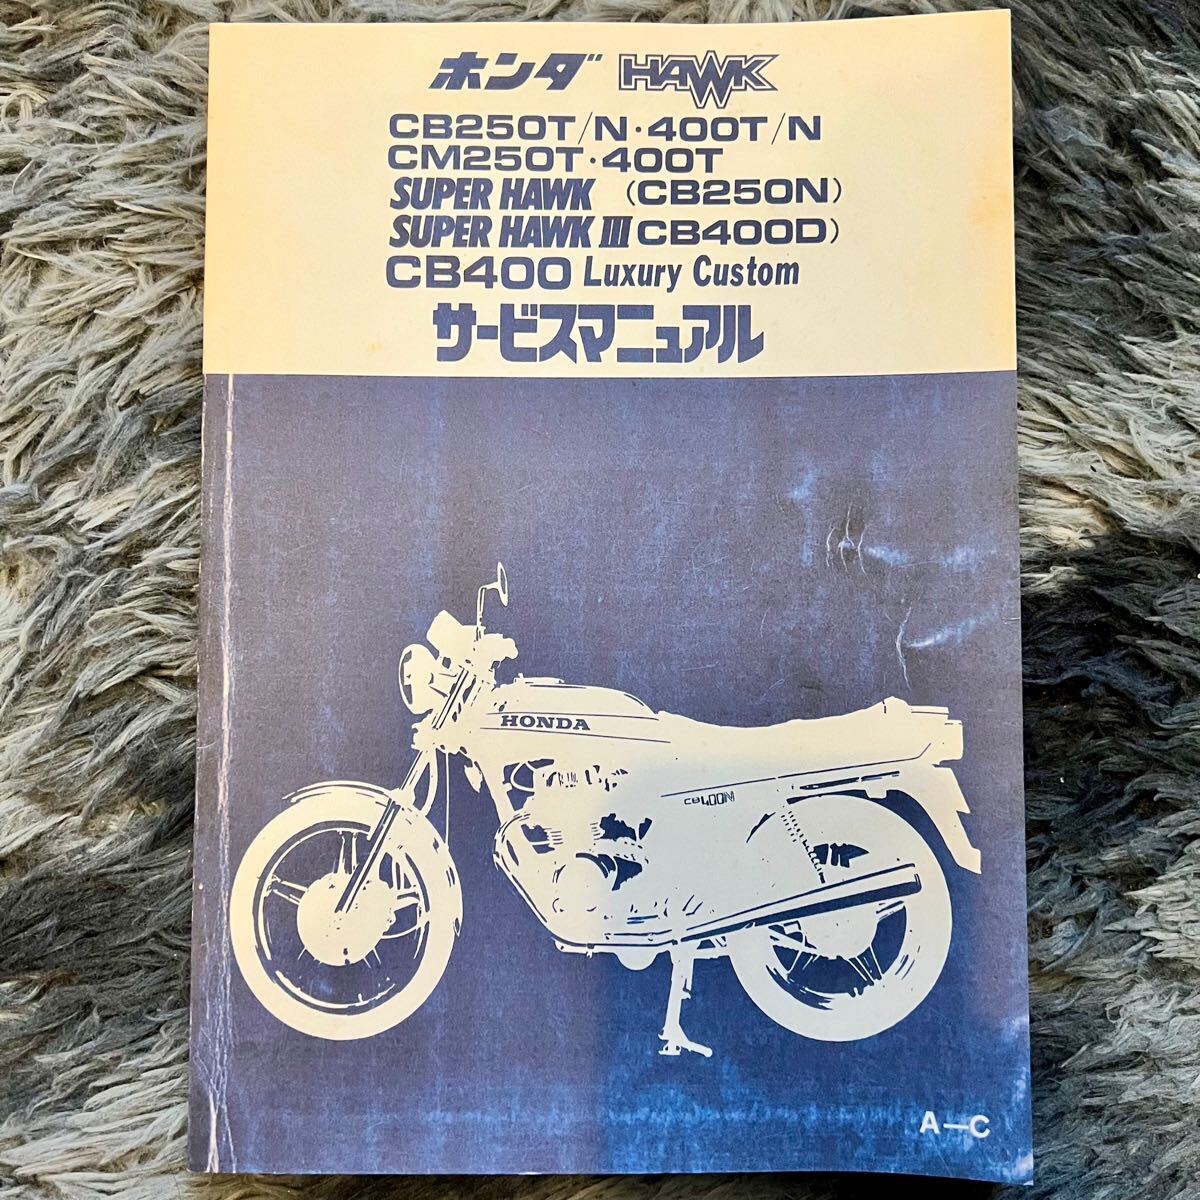 ホンダ HAWK
CB250T/N・400T/N
CM250T・400T
SUPER HAWK (CB250N)
SUPER HAWK III CB400D)
CB400 Luxury Custom
サービスマニュアル
HONDA
CB400N
A—C